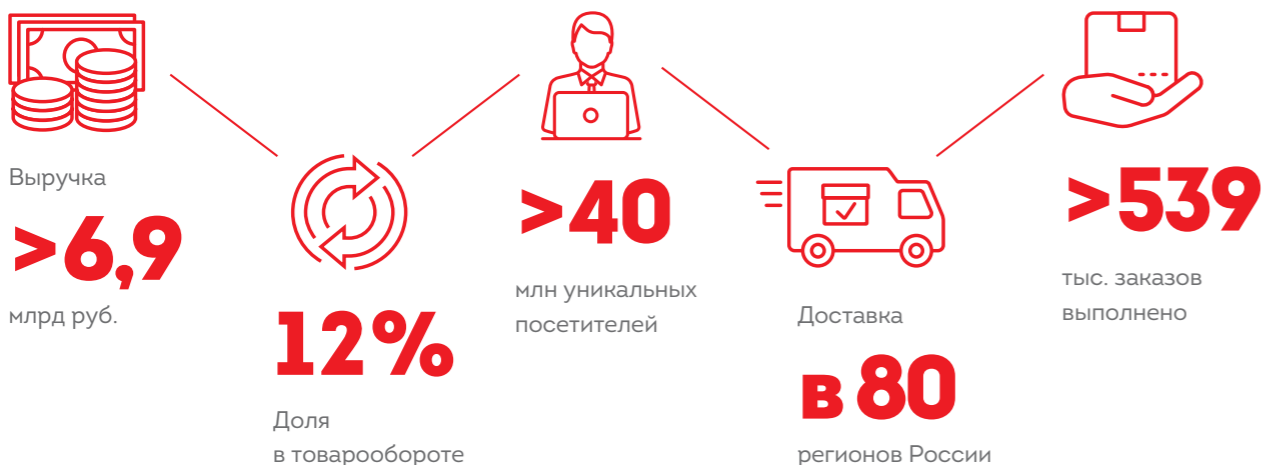 Выручка
>6,9
млрд руб.
12%
Доля
в товарообороте
>40
млн уникальных
посетителей
Доставка
в 80
регионов России
>539
тыс. заказов
выполнено